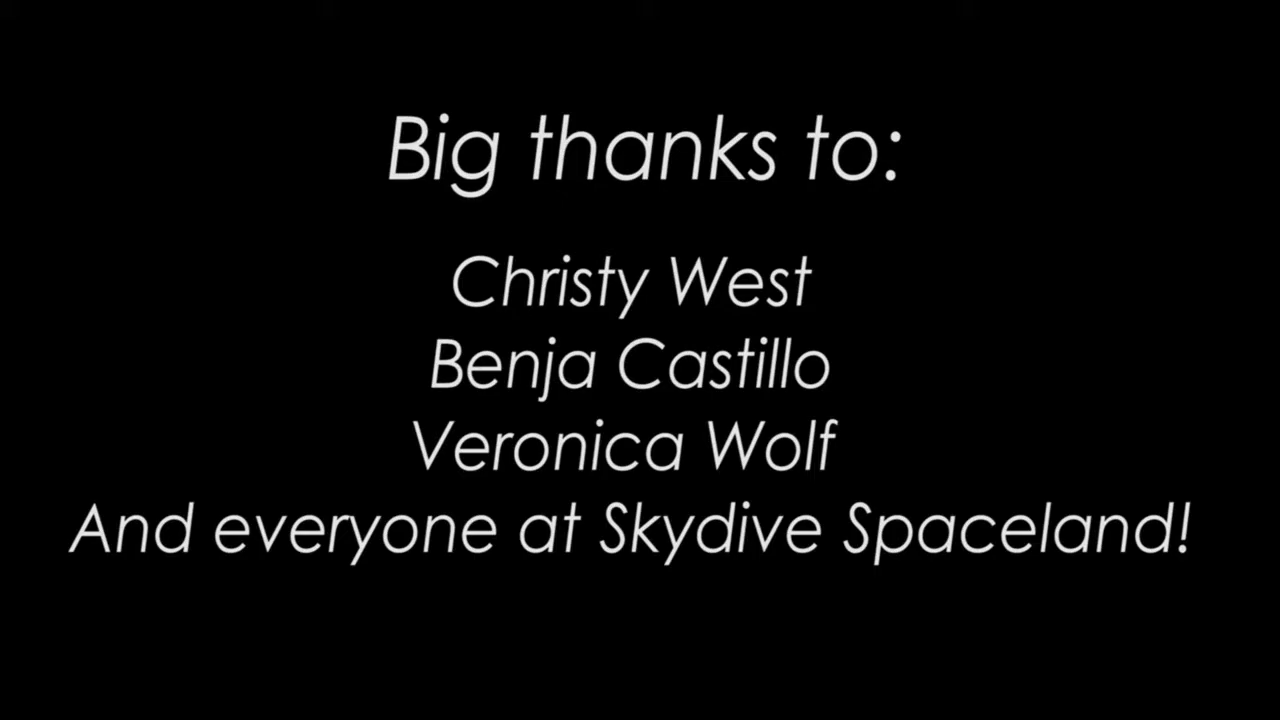 Big thanks to:
Christy West
Benja Castillo
Veronica Wolf
And everyone at Skydive Spaceland!